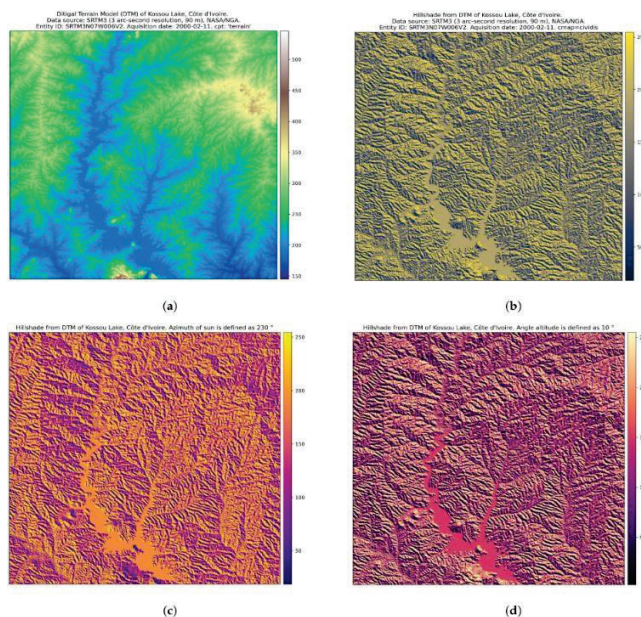 Ditigal Terrain Model (DTM) of Kossou Lake, Côte d'Ivoire.
Data source: SRTM3 (3 arc-second resolution, 90 m), NASA/NGA.
Entity ID: SRTM3N07W006V2. Aquisition date: 2000-02-11, cpt: 'terrain'
500
450
400
350
300
250
200
150
(a)
Hillshade from DTM of Kossou Lake, Côte d'Ivoire.
Data source: SRTM3 (3 arc-second resolution, 90 m), NASA/NGA.
Entity ID: SRTM3N07W006V2. Aquisition date: 2000-02-11, cmap=cividis
(b)
Hillshade from DTM of Kossou Lake, Côte d'Ivoire. Azimuth of sun is defined as 230 °
250
200
150
100
50
(c)
Hillshade from DTM of Kossou Lake, Côte d'Ivoire. Angle altitude is defined as 10 °
(d)